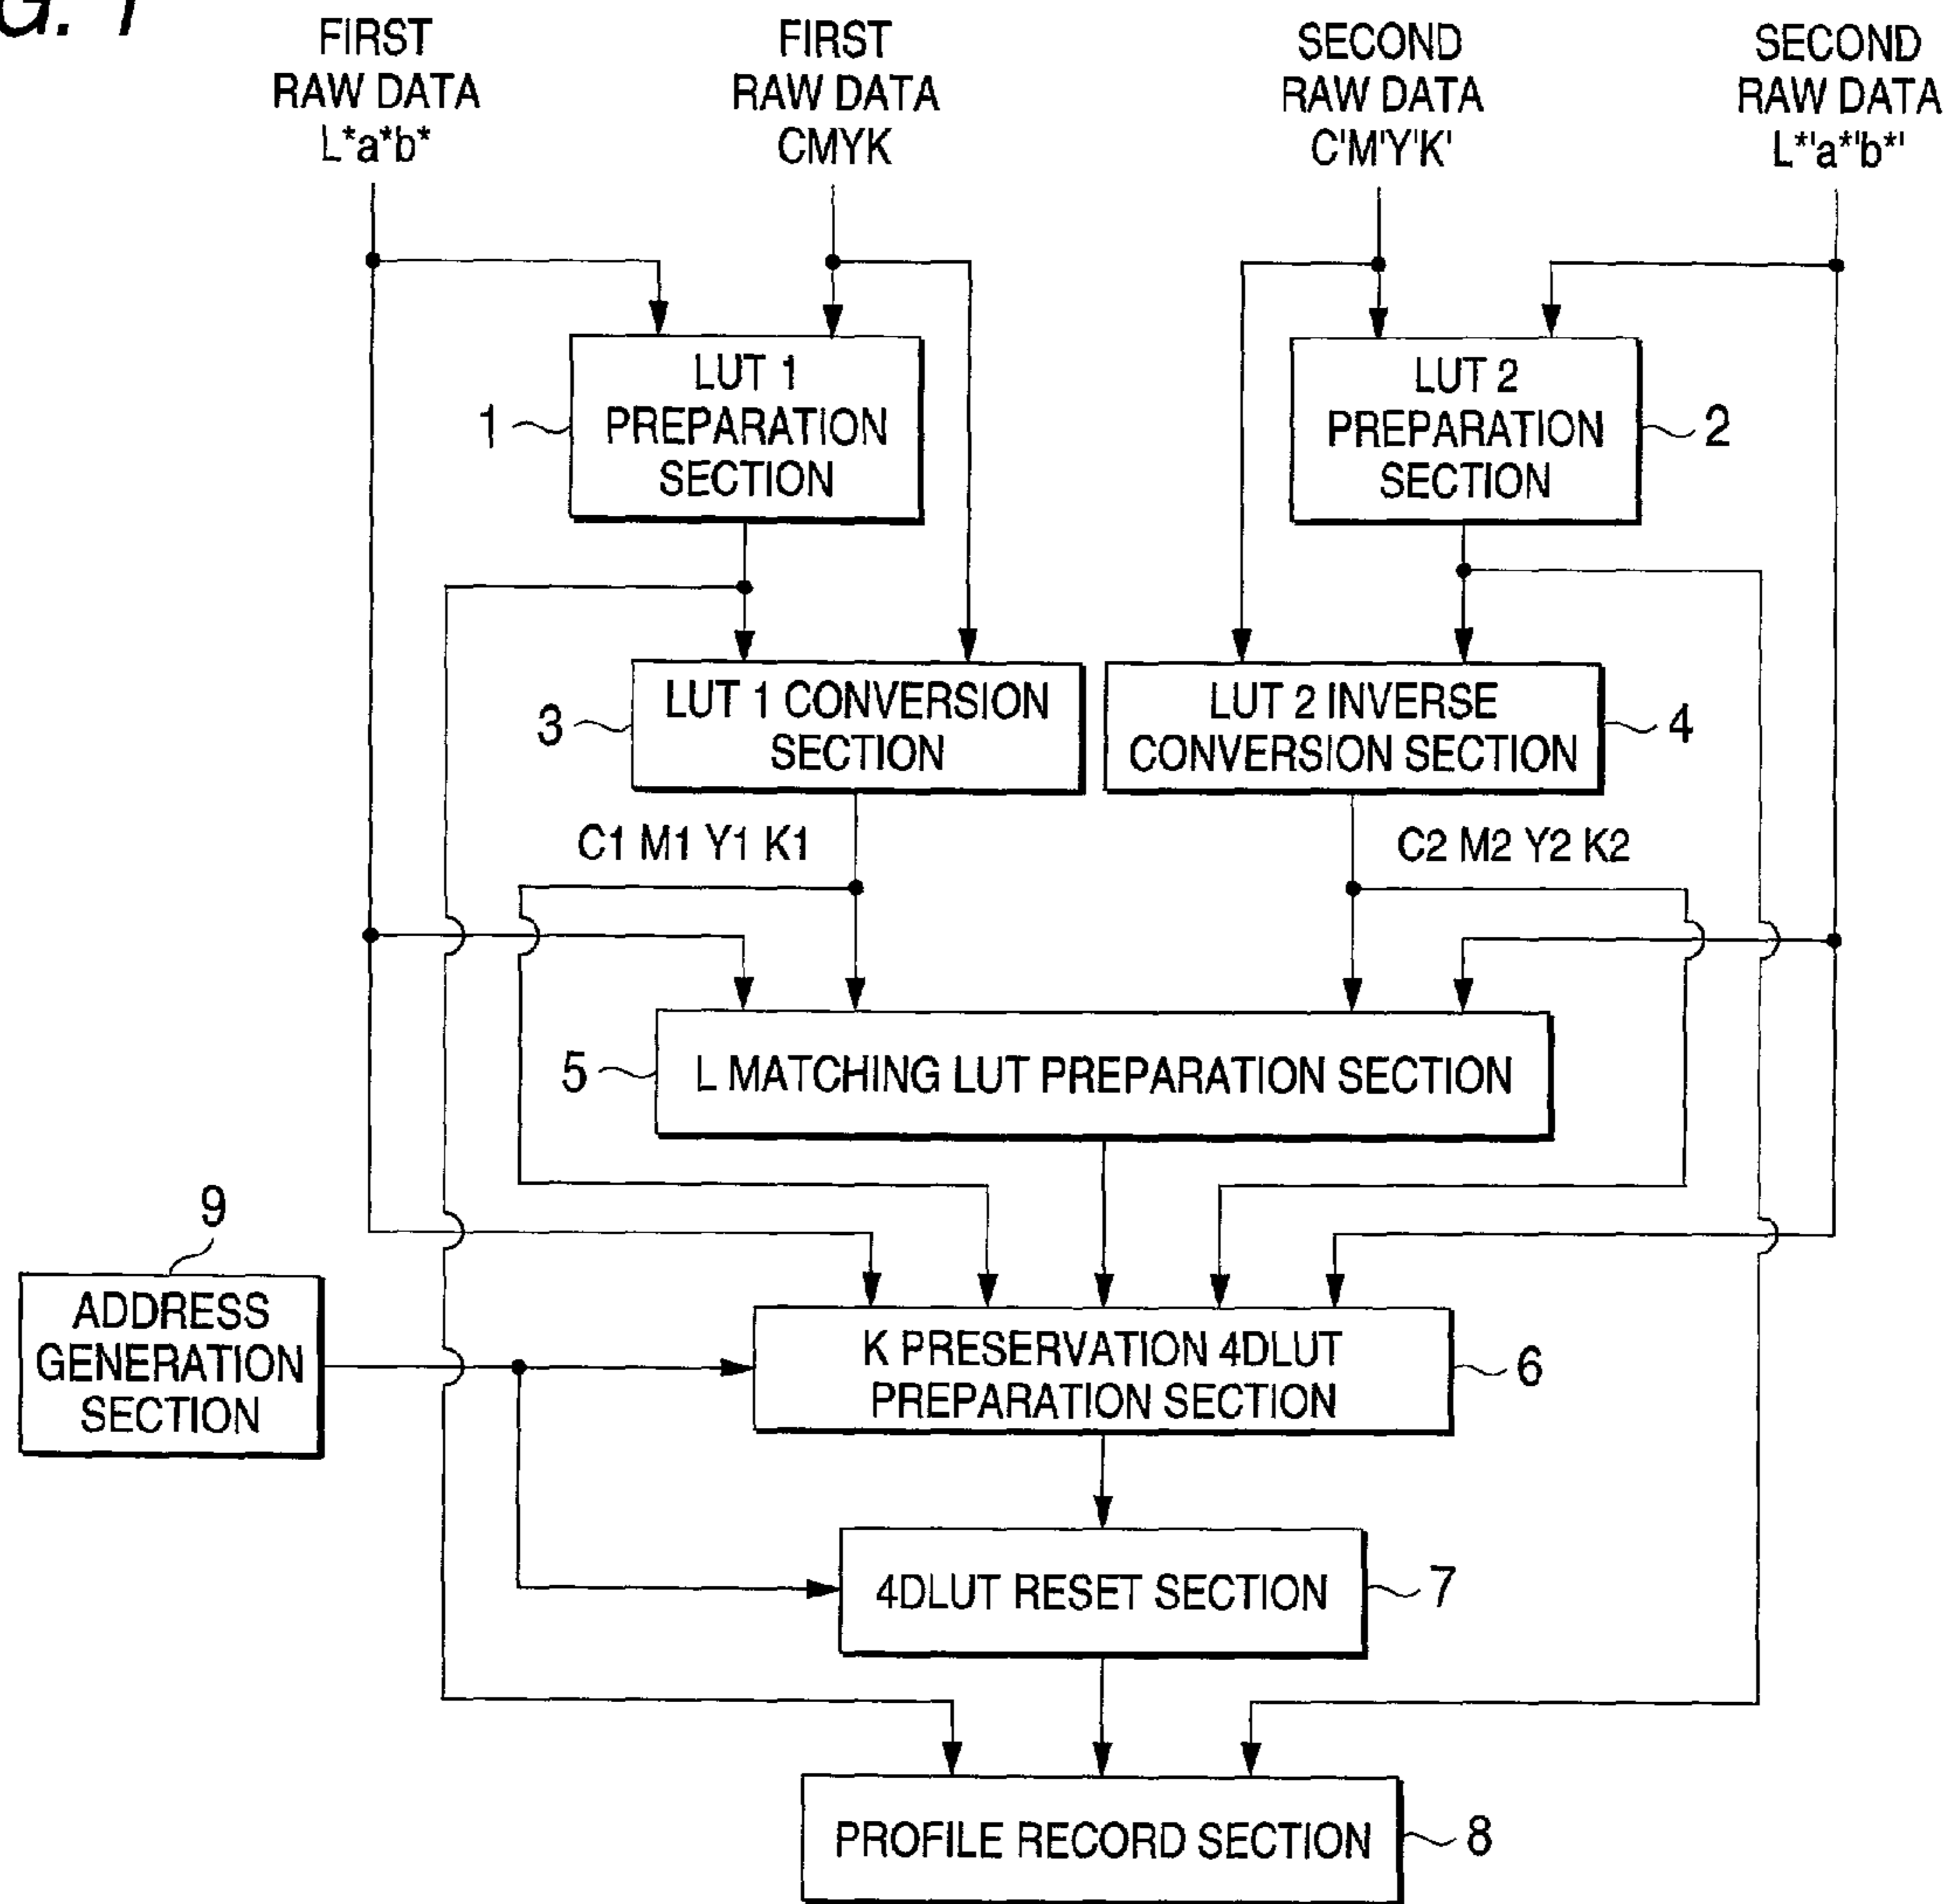 G. 1
FIRST
RAW DATA
L*a*b*
FIRST
RAW DATA
CMYK
SECOND
RAW DATA
C'M'Y'K'
SECOND
RAW DATA
L*'a*'b*'
LUT 1
PREPARATION
SECTION
1
LUT 2
PREPARATION
SECTION
2
LUT 1 CONVERSION
SECTION
3
LUT 2 INVERSE
CONVERSION SECTION
4
C1 M1 Y1 K1
C2 M2 Y2 K2
5
L MATCHING LUT PREPARATION SECTION
9
ADDRESS
GENERATION
SECTION
K PRESERVATION 4DLUT
PREPARATION SECTION
6
4DLUT RESET SECTION
7
PROFILE RECORD SECTION
8